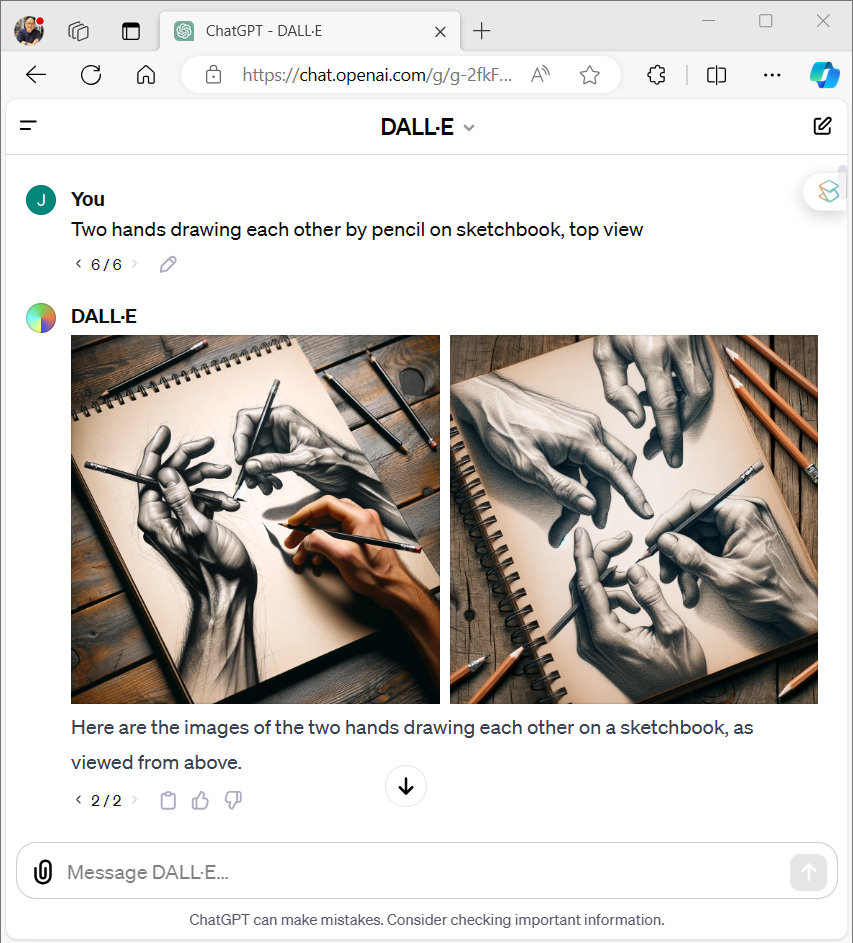 ChatGPT - DALL·E
https://chat.openai.com/g/g-2fkF...
DALL·E
J
You
Two hands drawing each other by pencil on sketchbook, top view
6 / 6
DALL·E
Here are the images of the two hands drawing each other on a sketchbook, as
viewed from above.
2 / 2
Message DALL·E...
ChatGPT can make mistakes. Consider checking important information.